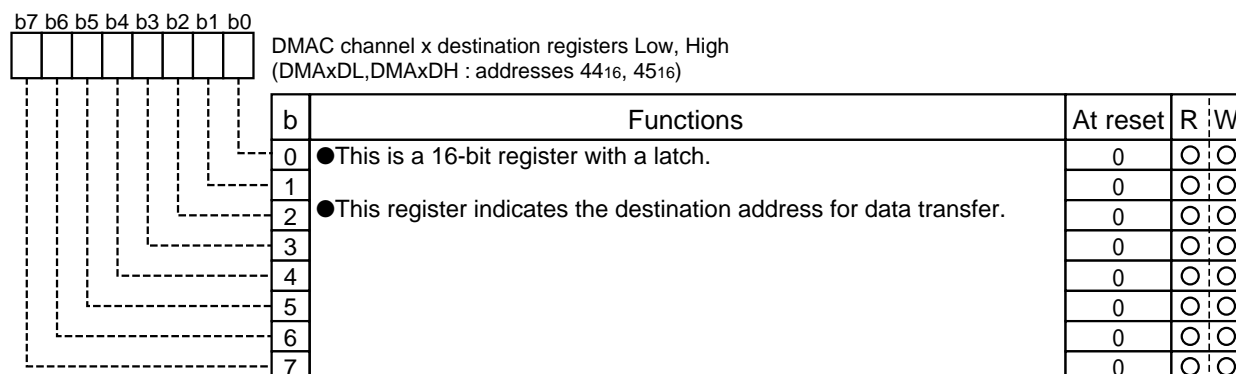 b7 b6 b5 b4 b3 b2 b1 b0
DMAC channel x destination registers Low, High
(DMAxDL,DMAxDH : addresses 4416, 4516)
b Functions At reset R W
0 ●This is a 16-bit register with a latch. 0 ○ ○
1 0 ○ ○
2 ●This register indicates the destination address for data transfer. 0 ○ ○
3 0 ○ ○
4 0 ○ ○
5 0 ○ ○
6 0 ○ ○
7 0 ○ ○